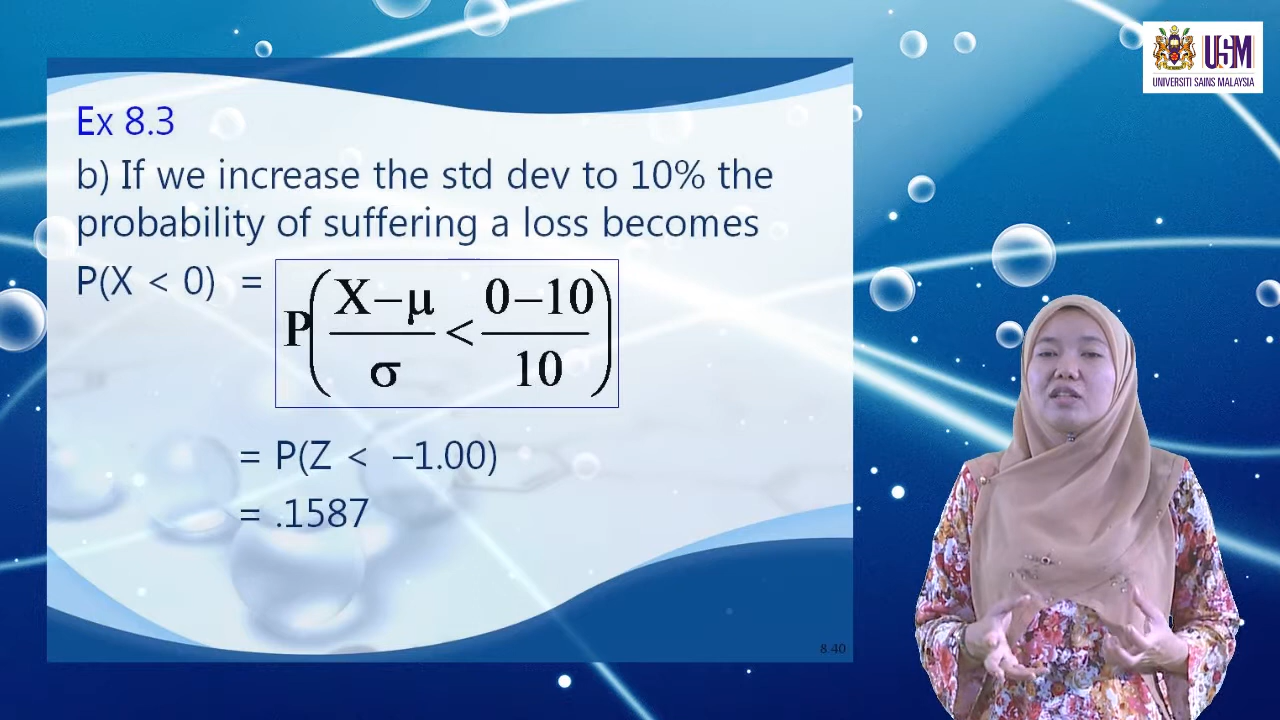 USM
UNIVERSITI SAINS MALAYSIA
Ex 8.3
b) If we increase the std dev to 10% the
probability of suffering a loss becomes
P(X < 0) = P((X–μ)/σ < (0–10)/10)
= P(Z < –1.00)
= .1587
8.40